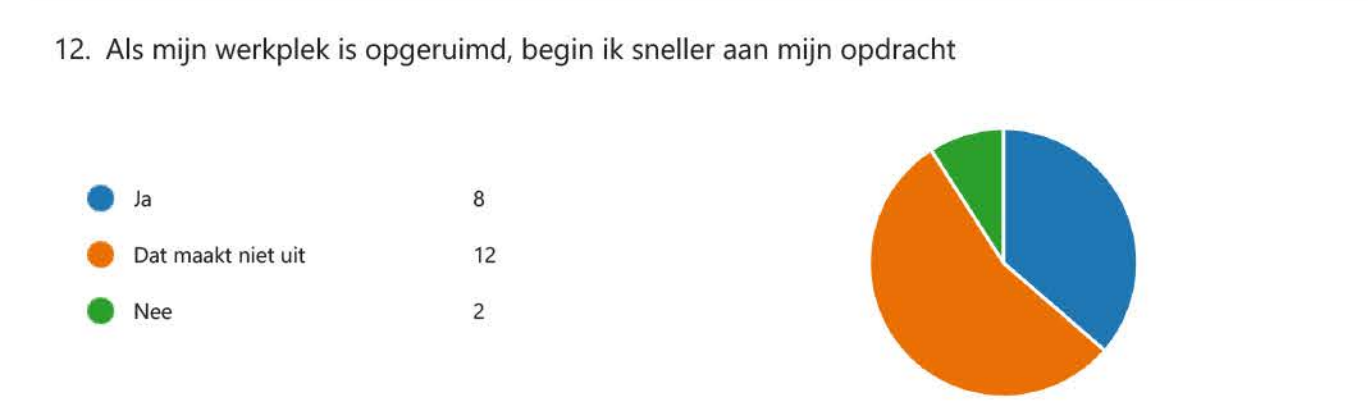 12. Als mijn werkplek is opgeruimd, begin ik sneller aan mijn opdracht
Ja 8
Dat maakt niet uit 12
Nee 2